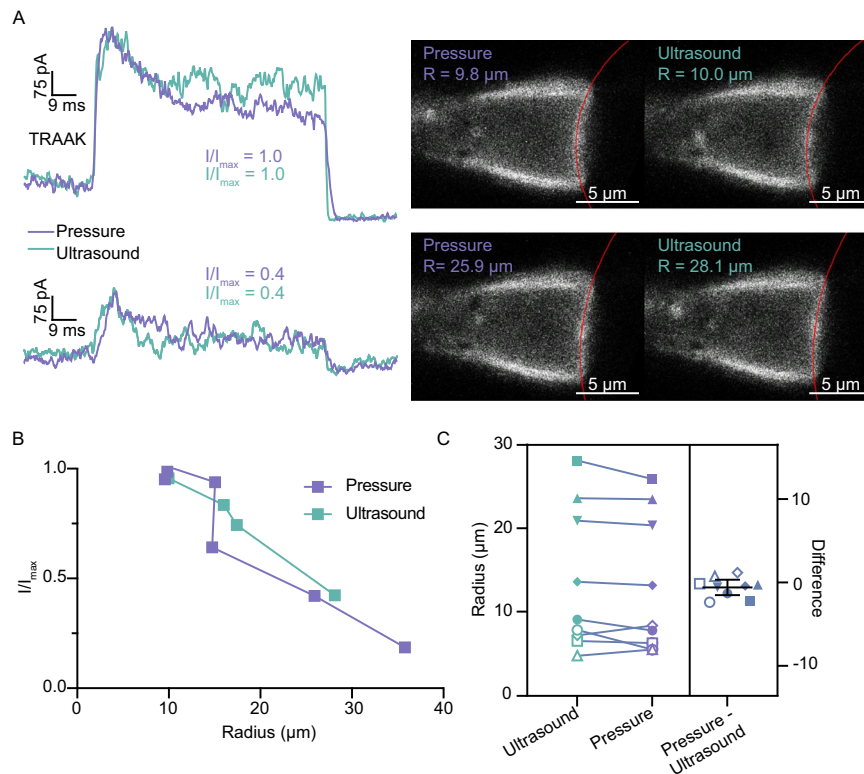 A
75 pA
9 ms
TRAAK
I/Imax = 1.0
I/Imax = 1.0
Pressure
Ultrasound
I/Imax = 0.4
I/Imax = 0.4
75 pA
9 ms
Pressure
R = 9.8 µm
5 µm
Ultrasound
R = 10.0 µm
5 µm
Pressure
R= 25.9 µm
5 µm
Ultrasound
R = 28.1 µm
5 µm
B
1.0
0.5
0.0
I/Imax
0
10
20
30
40
Radius (µm)
Pressure
Ultrasound
C
30
20
10
0
Radius (µm)
10
0
-10
Difference
Ultrasound
Pressure
Pressure -
Ultrasound